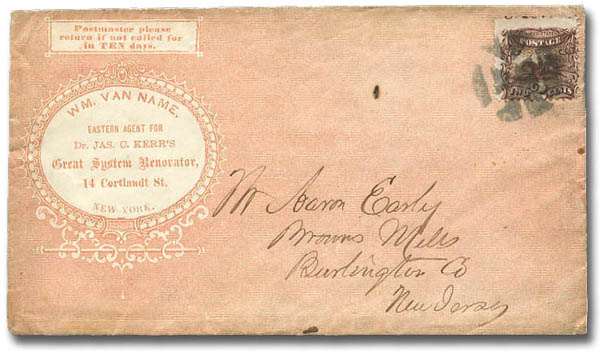 Postmaster please
return if not called for
in TEN days.
WM. VAN NAME,
EASTERN AGENT FOR
Dr. JAS. C. KERR'S
Great System Renovator,
14 Cortlandt St.
NEW YORK.
POSTAGE
CENTS
Mr Aaron Early
Browns Mills
Burlington Co
New Jersey